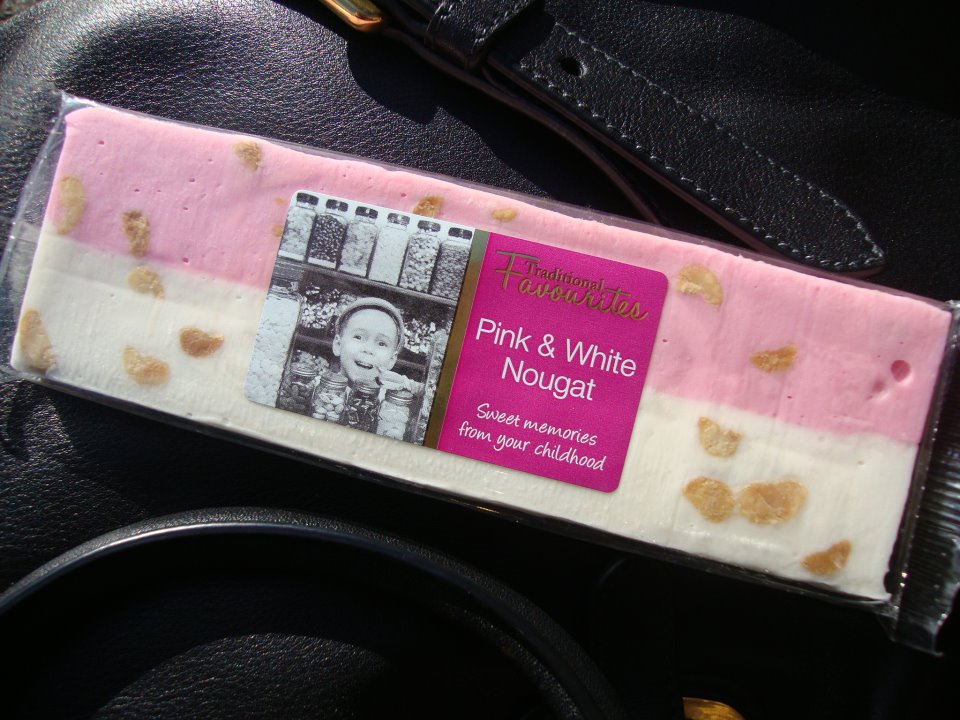 Traditional
Favourites
Pink & White
Nougat
Sweet memories
from your childhood